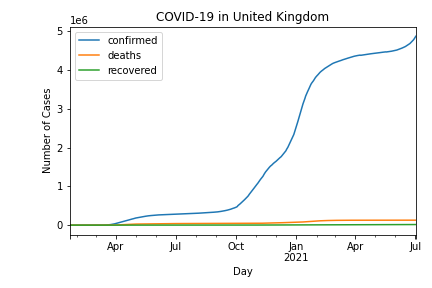 COVID-19 in United Kingdom
1e6
confirmed
deaths
recovered
5
4
3
2
1
0
Number of Cases
Apr Jul Oct Jan Apr Jul
2021
Day